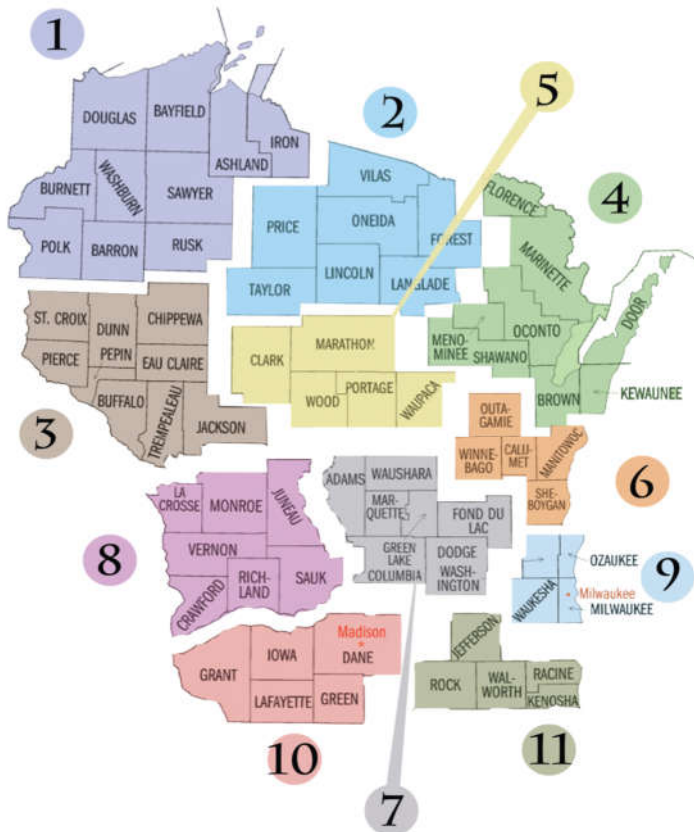 1
DOUGLAS
BAYFIELD
ASHLAND
IRON
BURNETT
WASHBURN
SAWYER
POLK
BARRON
RUSK
2
VILAS
PRICE
ONEIDA
FOREST
TAYLOR
LINCOLN
LANGLADE
5
CLARK
MARATHON
WOOD
PORTAGE
WAUPACA
4
FLORENCE
MARINETTE
DOOR
MENO-
MINEE
OCONTO
SHAWANO
BROWN
KEWAUNEE
ST. CROIX
DUNN
CHIPPEWA
PIERCE
PEPIN
EAU CLAIRE
BUFFALO
TREMPEALEAU
JACKSON
3
OUTA-
GAMIE
WINNE-
BAGO
CALU-
MET
MANITOWOC
SHE-
BOYGAN
6
8
LA
CROSSE
MONROE
JUNEAU
VERNON
CRAWFORD
RICH-
LAND
SAUK
ADAMS
WAUSHARA
MAR-
QUETTE
FOND DU
LAC
GREEN
LAKE
COLUMBIA
DODGE
WASH-
INGTON
7
9
OZAUKEE
WAUKESHA
Milwaukee
MILWAUKEE
GRANT
IOWA
Madison
DANE
LAFAYETTE
GREEN
10
JEFFERSON
ROCK
WAL-
WORTH
RACINE
KENOSHA
11